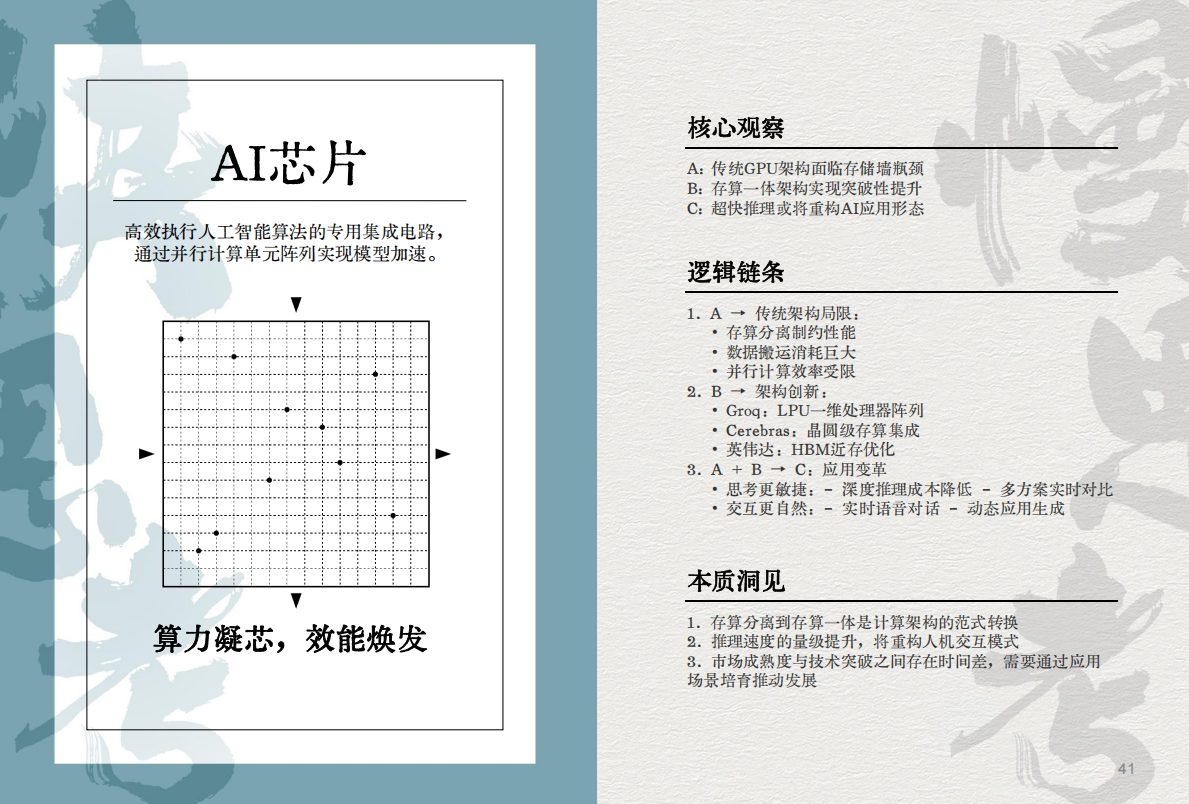 AI芯片
高效执行人工智能算法的专用集成电路，
通过并行计算单元阵列实现模型加速。
算力凝芯，效能焕发
快思考
核心观察
A：传统GPU架构面临存储墙瓶颈
B：存算一体架构实现突破性提升
C：超快推理或将重构AI应用形态
逻辑链条
1．A → 传统架构局限：
• 存算分离制约性能
• 数据搬运消耗巨大
• 并行计算效率受限
2．B → 架构创新：
• Groq：LPU一维处理器阵列
• Cerebras：晶圆级存算集成
• 英伟达：HBM近存优化
3．A + B → C：应用变革
• 思考更敏捷：- 深度推理成本降低 - 多方案实时对比
• 交互更自然：- 实时语音对话 - 动态应用生成
本质洞见
1．存算分离到存算一体是计算架构的范式转换
2．推理速度的量级提升，将重构人机交互模式
3．市场成熟度与技术突破之间存在时间差，需要通过应用
场景培育推动发展
慢思考
41